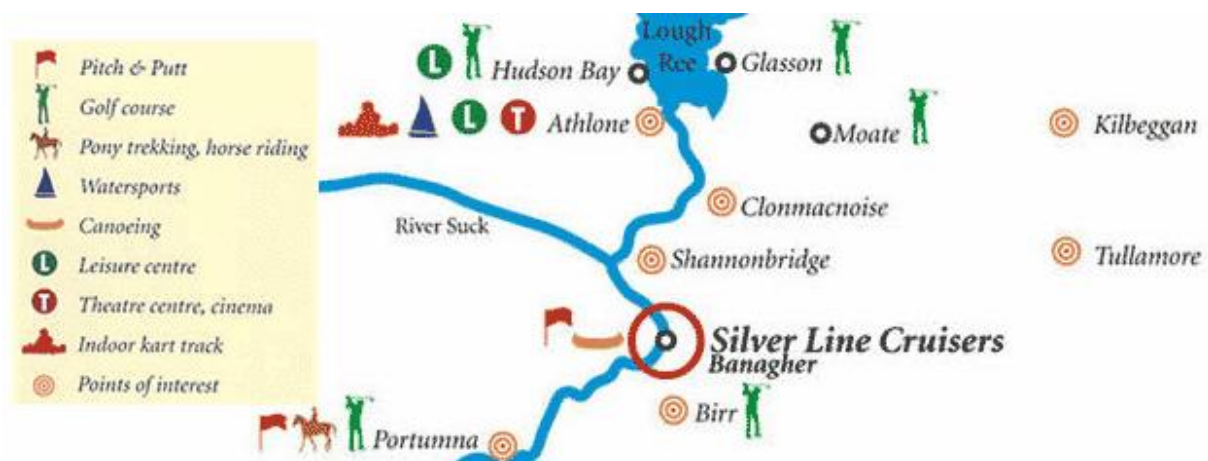 Pitch & Putt
Golf course
Pony trekking, horse riding
Watersports
Canoeing
L Leisure centre
T Theatre centre, cinema
Indoor kart track
Points of interest
Lough
Ree
L Hudson Bay
Glasson
L T Athlone
Moate
Kilbeggan
Clonmacnoise
River Suck
Shannonbridge
Tullamore
Silver Line Cruisers
Banagher
Birr
Portumna